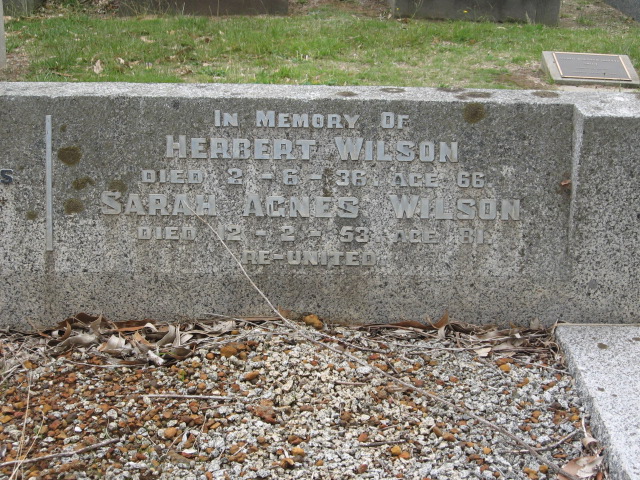 IN MEMORY OF
HERBERT WILSON
DIED 2 - 6 - 36 AGE 66.
SARAH AGNES WILSON
DIED 2 - 2 - 53 AGE 81.
RE-UNITED.